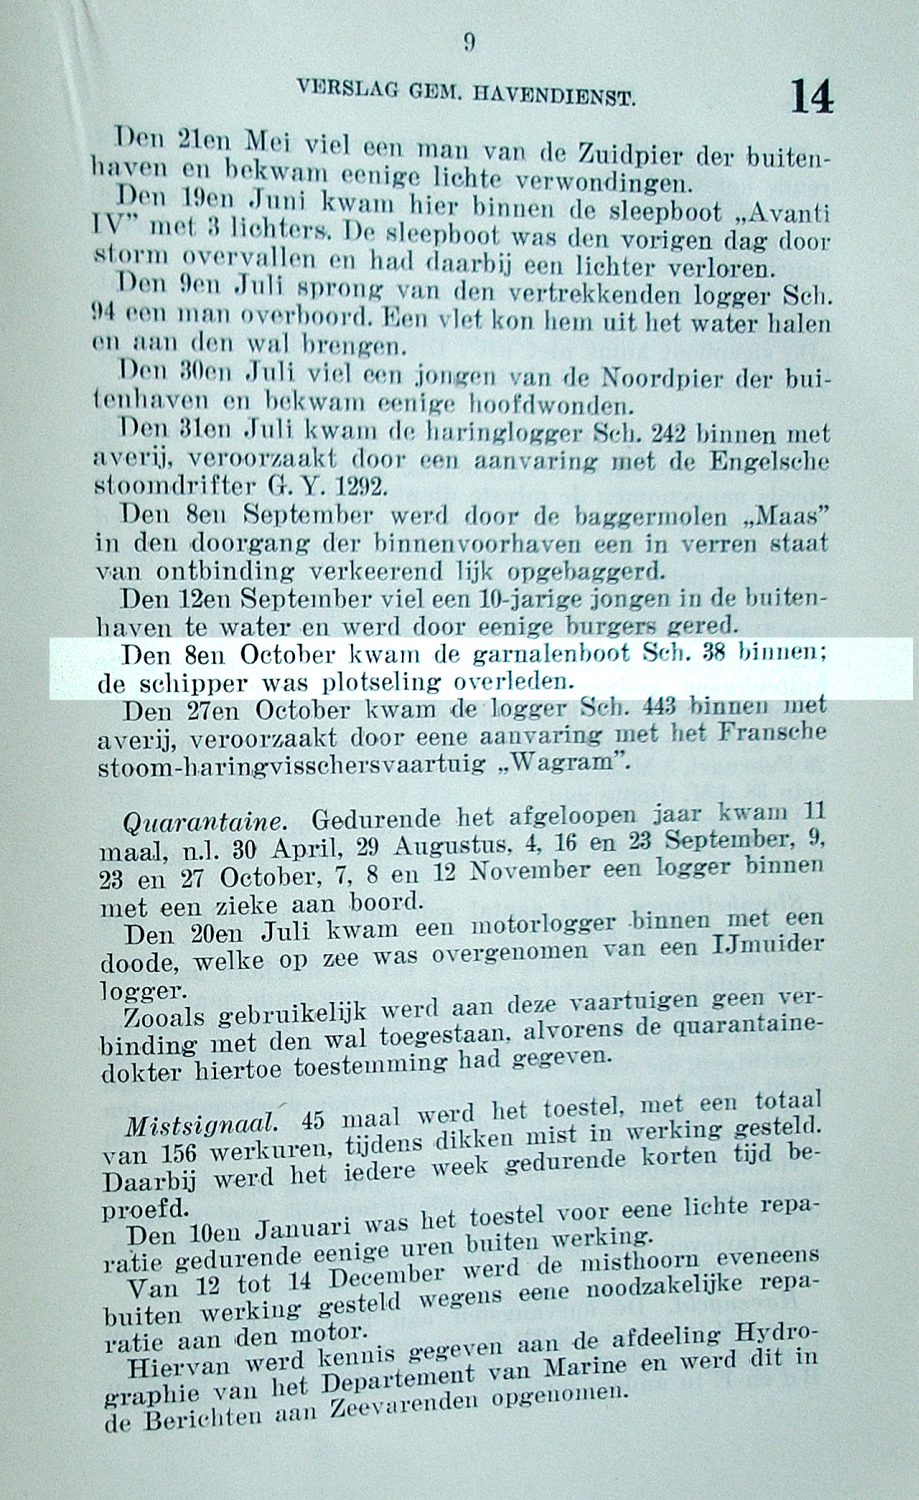 9
VERSLAG GEM. HAVENDIENST.
14
Den 21en Mei viel een man van de Zuidpier der buiten-
haven en bekwam eenige lichte verwondingen.
Den 19en Juni kwam hier binnen de sleepboot „Avanti
IV” met 3 lichters. De sleepboot was den vorigen dag door
storm overvallen en had daarbij een lichter verloren.
Den 9en Juli sprong van den vertrekkenden logger Sch.
94 een man overboord. Een vlet kon hem uit het water halen
en aan den wal brengen.
Den 30en Juli viel een jongen van de Noordpier der bui-
tenhaven en bekwam eenige hoofdwonden.
Den 31en Juli kwam de haringlogger Sch. 242 binnen met
averij, veroorzaakt door een aanvaring met de Engelsche
stoomdrifter G. Y. 1292.
Den 8en September werd door de baggermolen „Maas”
in den doorgang der binnenvoorhaven een in verren staat
van ontbinding verkeerend lijk opgebaggerd.
Den 12en September viel een 10-jarige jongen in de buiten-
haven te water en werd door eenige burgers gered.
Den 8en October kwam de garnalenboot Sch. 38 binnen;
de schipper was plotseling overleden.
Den 27en October kwam de logger Sch. 443 binnen met
averij, veroorzaakt door eene aanvaring met het Fransche
stoom-haringvisschersvaartuig „Wagram”.
Quarantaine. Gedurende het afgeloopen jaar kwam 11
maal, n.l. 30 April, 29 Augustus, 4, 16 en 23 September, 9,
23 en 27 October, 7, 8 en 12 November een logger binnen
met een zieke aan boord.
Den 20en Juli kwam een motorlogger binnen met een
doode, welke op zee was overgenomen van een IJmuider
logger.
Zooals gebruikelijk werd aan deze vaartuigen geen ver-
binding met den wal toegestaan, alvorens de quarantaine-
dokter hiertoe toestemming had gegeven.
Mistsignaal. 45 maal werd het toestel, met een totaal
van 156 werkuren, tijdens dikken mist in werking gesteld.
Daarbij werd het iedere week gedurende korten tijd be-
proefd.
Den 10en Januari was het toestel voor eene lichte repa-
ratie gedurende eenige uren buiten werking.
Van 12 tot 14 December werd de misthoorn eveneens
buiten werking gesteld wegens eene noodzakelijke repa-
ratie aan den motor.
Hiervan werd kennis gegeven aan de afdeeling Hydro-
graphie van het Departement van Marine en werd dit in
de Berichten aan Zeevarenden opgenomen.